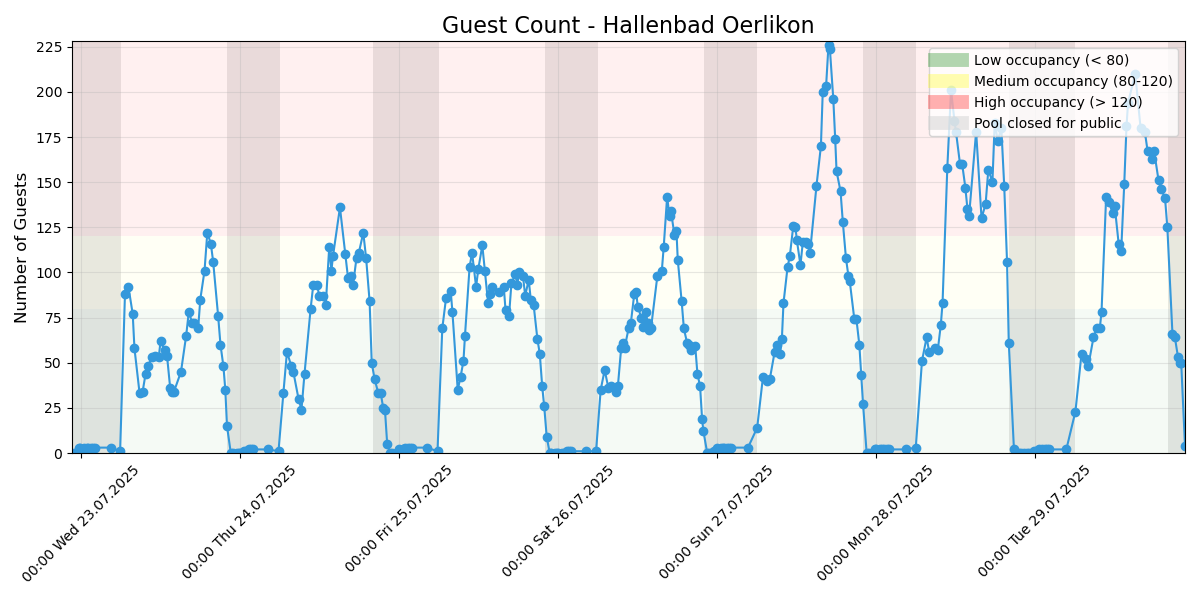 Guest Count - Hallenbad Oerlikon
Number of Guests
225
200
175
150
125
100
75
50
25
0
Low occupancy (< 80)
Medium occupancy (80-120)
High occupancy (> 120)
Pool closed for public
00:00 Wed 23.07.2025
00:00 Thu 24.07.2025
00:00 Fri 25.07.2025
00:00 Sat 26.07.2025
00:00 Sun 27.07.2025
00:00 Mon 28.07.2025
00:00 Tue 29.07.2025